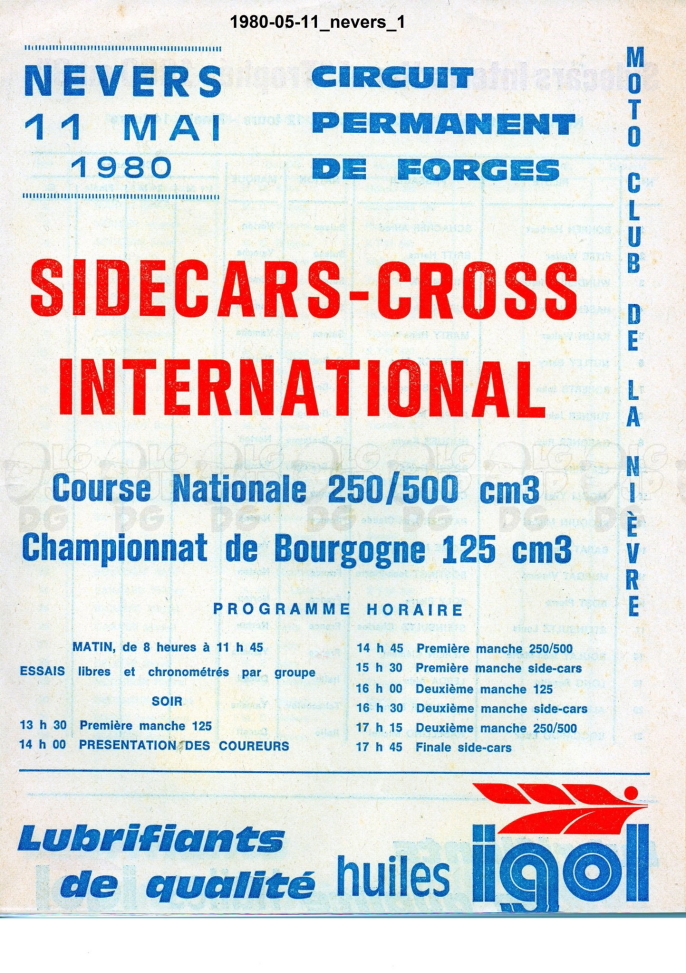 1980-05-11_nevers_1
NEVERS
11 MAI
1980
CIRCUIT
PERMANENT
DE FORGES
MOTO CLUB DE LA NIÈVRE
SIDECARS-CROSS
INTERNATIONAL
Course Nationale 250/500 cm3
Championnat de Bourgogne 125 cm3
PROGRAMME HORAIRE
MATIN, de 8 heures à 11 h 45
ESSAIS libres et chronométrés par groupe
SOIR
13 h 30 Première manche 125
14 h 00 PRESENTATION DES COUREURS
14 h 45 Première manche 250/500
15 h 30 Première manche side-cars
16 h 00 Deuxième manche 125
16 h 30 Deuxième manche side-cars
17 h 15 Deuxième manche 250/500
17 h 45 Finale side-cars
Lubrifiants
de qualité
huiles igol